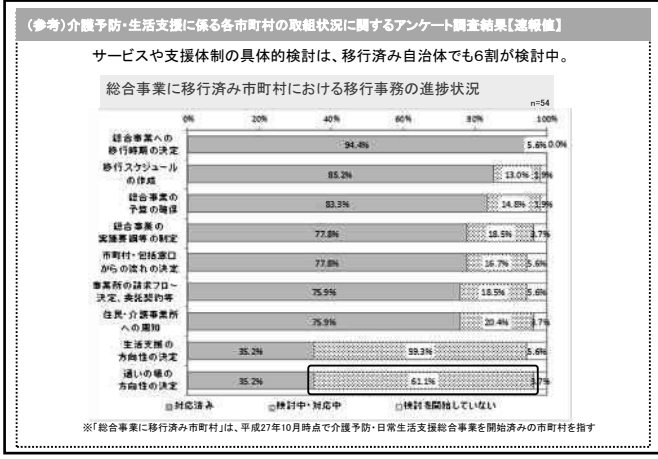 (参考)介護予防・生活支援に係る各市町村の取組状況に関するアンケート調査結果【速報値】
サービスや支援体制の具体的検討は、移行済み自治体でも6割が検討中。
総合事業に移行済み市町村における移行事務の進捗状況
n=54
0% 20% 40% 60% 80% 100%
総合事業への
移行時期の決定
94.4% 5.6% 0.0%
移行スケジュール
の作成
85.2% 13.0% 1.9%
総合事業の
予算の確保
83.3% 14.8% 1.9%
総合事業の
実施要綱等の制定
77.8% 18.5% 3.7%
市町村・包括窓口
からの流れの決定
77.8% 16.7% 5.6%
事業所の請求フロー
決定、委託契約等
75.9% 18.5% 5.6%
住民・介護事業所
への周知
75.9% 20.4% 3.7%
生活支援の
方向性の決定
35.2% 59.3% 5.6%
通いの場の
方向性の決定
35.2% 61.1% 3.7%
対応済み 検討中・対応中 検討を開始していない
※「総合事業に移行済み市町村」は、平成27年10月時点で介護予防・日常生活支援総合事業を開始済みの市町村を指す